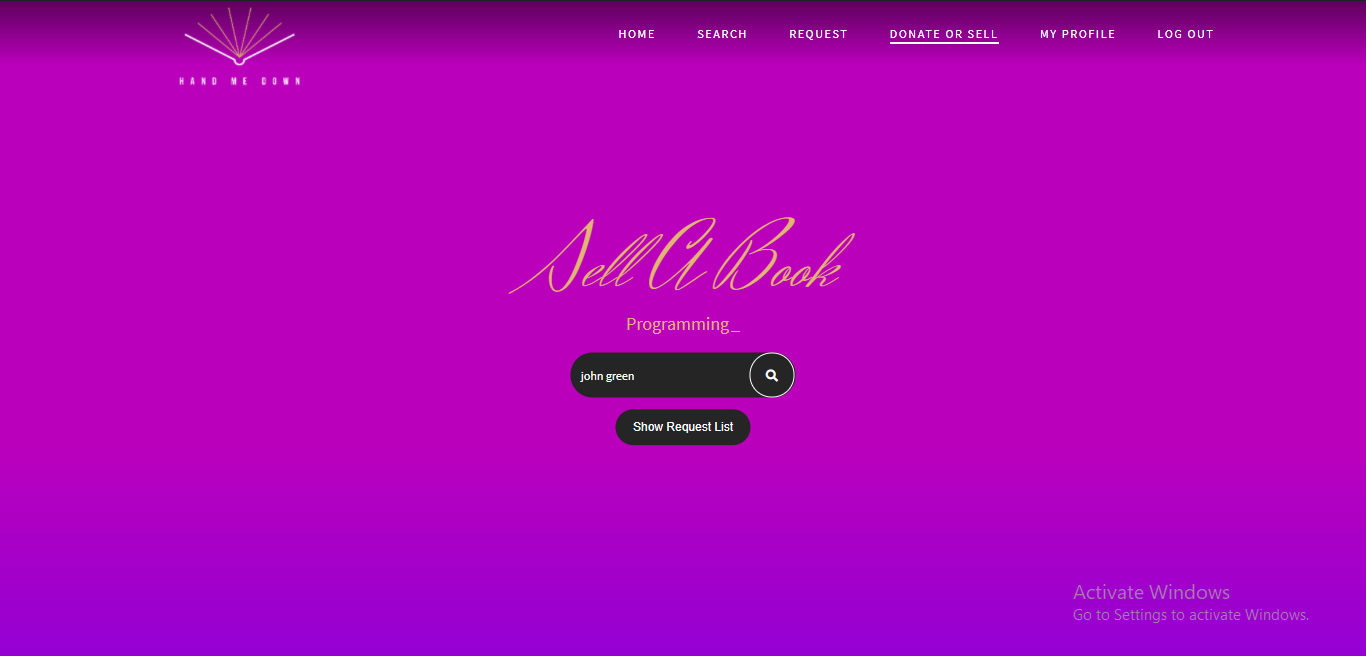 HAND ME DOWN
HOME SEARCH REQUEST DONATE OR SELL MY PROFILE LOG OUT
Sell A Book
Programming_
john green
Show Request List
Activate Windows
Go to Settings to activate Windows.